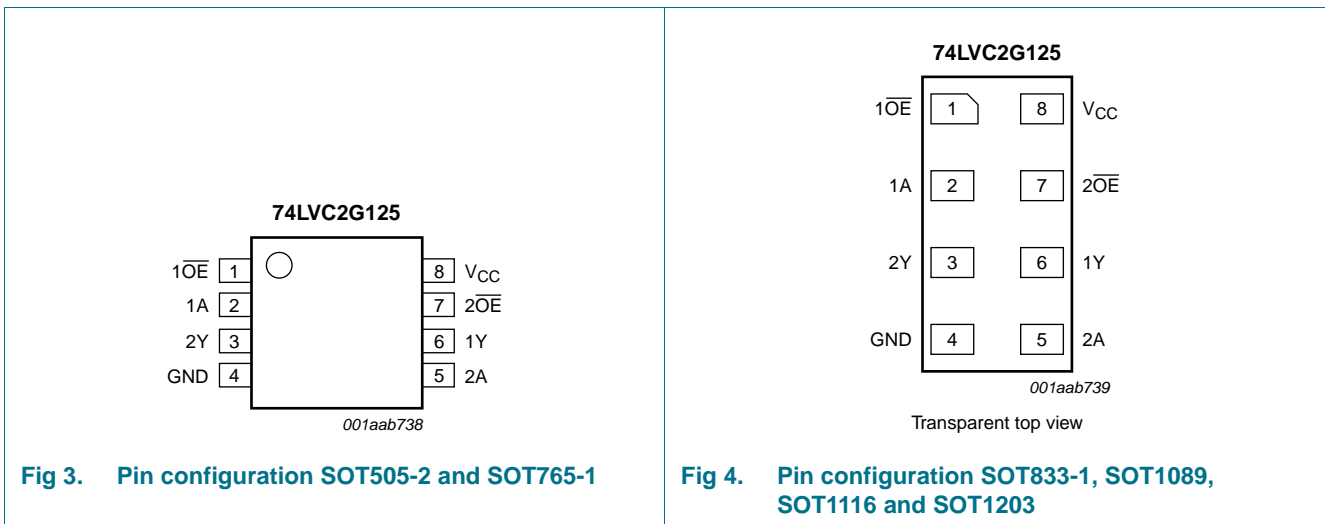 74LVC2G125
1OE 1
8 VCC
1A 2
7 2OE
2Y 3
6 1Y
GND 4
5 2A
001aab738
Fig 3. Pin configuration SOT505-2 and SOT765-1
74LVC2G125
1OE 1
8 VCC
1A 2
7 2OE
2Y 3
6 1Y
GND 4
5 2A
001aab739
Transparent top view
Fig 4. Pin configuration SOT833-1, SOT1089,
SOT1116 and SOT1203